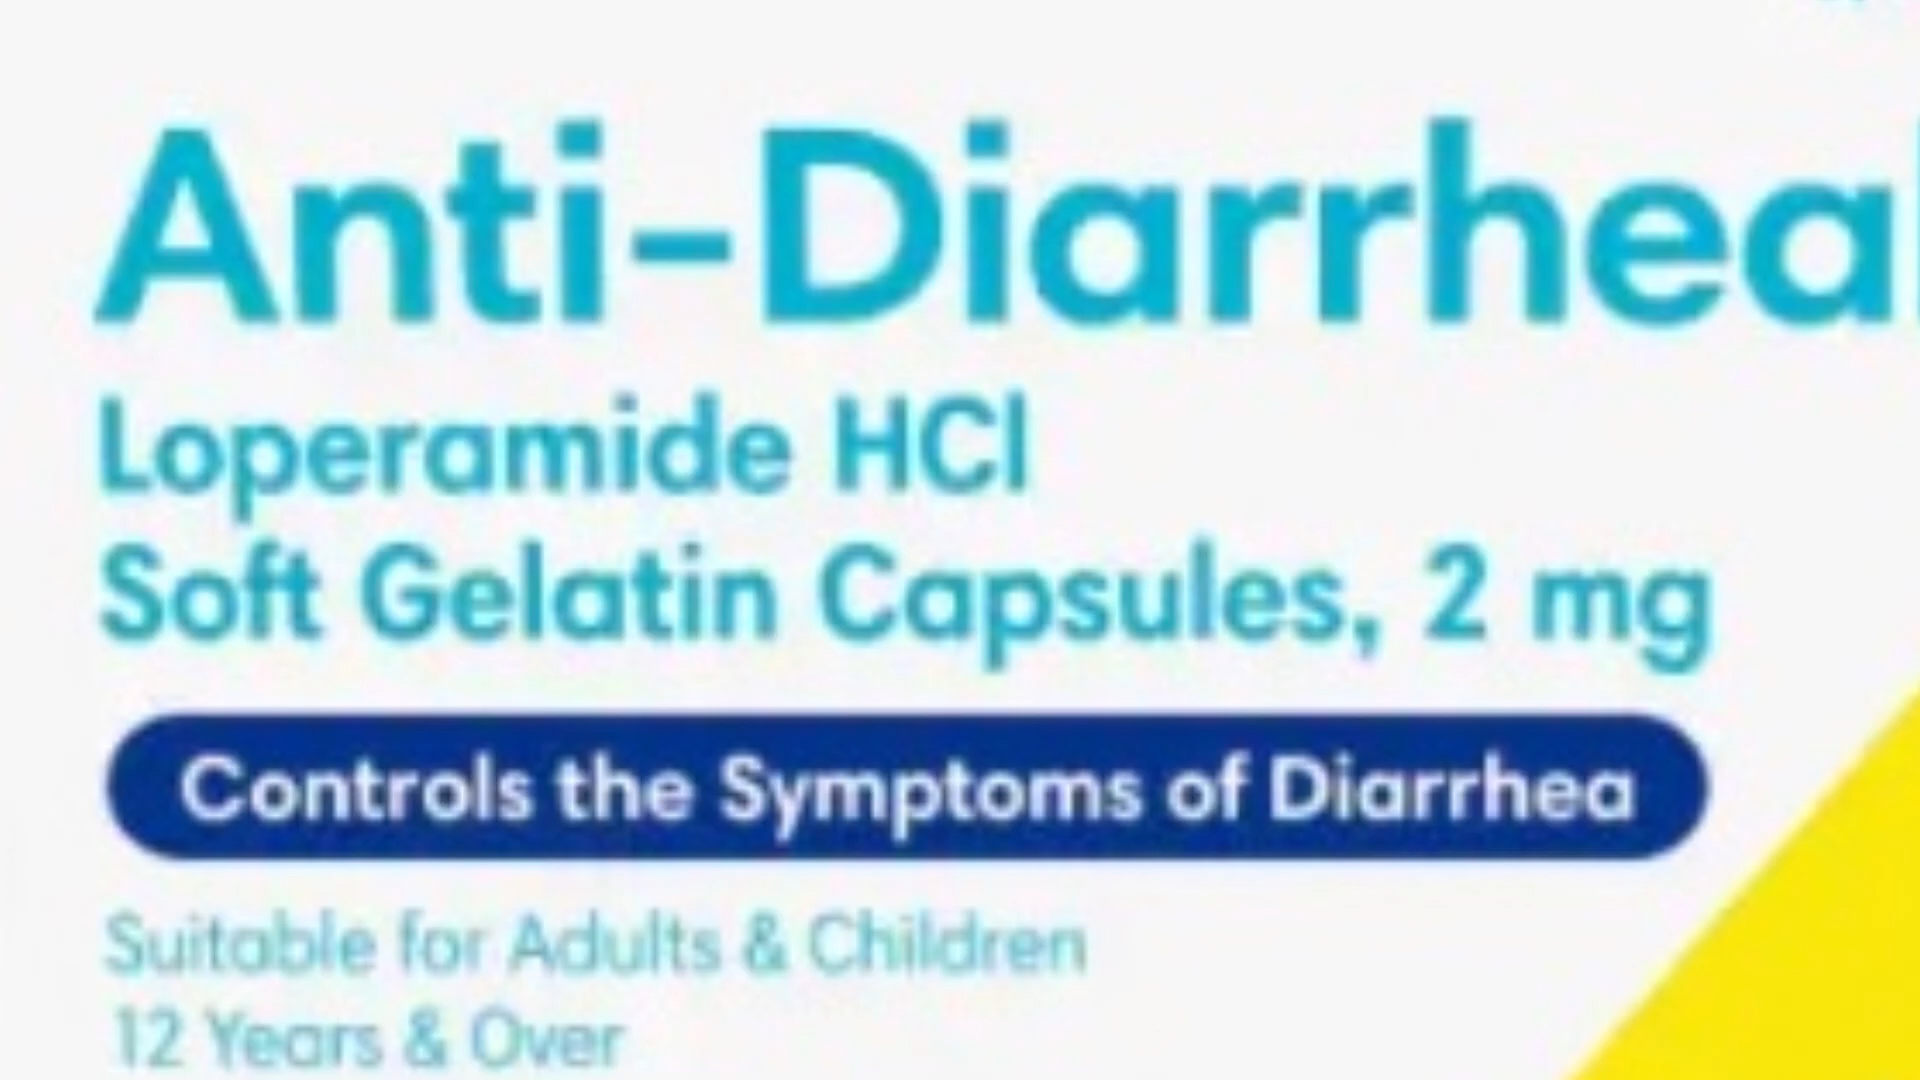 Anti-Diarrheal
Loperamide HCl
Soft Gelatin Capsules, 2 mg
Controls the Symptoms of Diarrhea
Suitable for Adults & Children
12 Years & Over